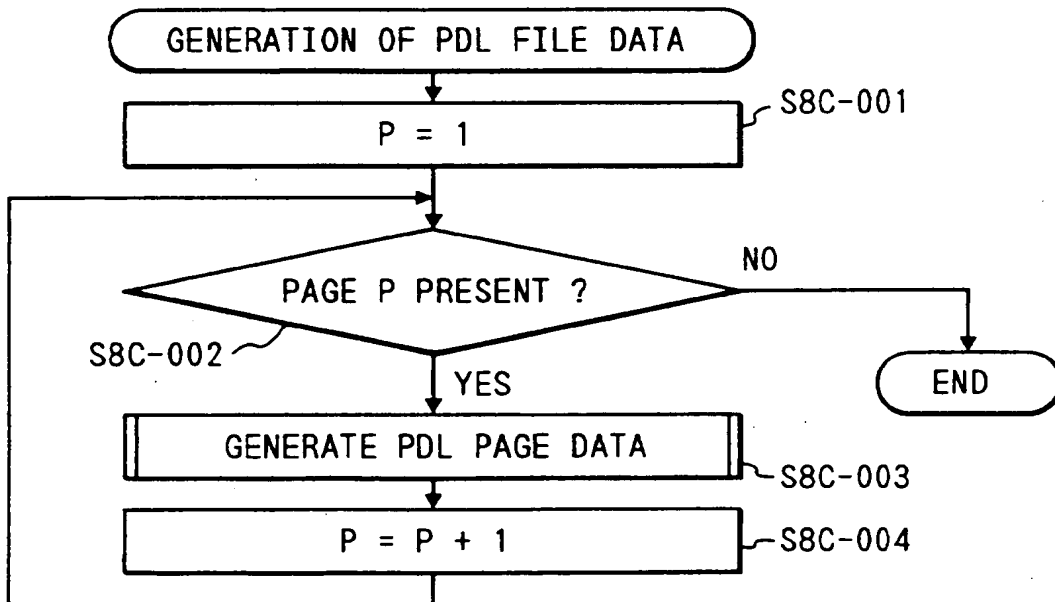 GENERATION OF PDL FILE DATA
S8C-001
P = 1
NO
PAGE P PRESENT ?
S8C-002
YES
END
GENERATE PDL PAGE DATA
S8C-003
P = P + 1
S8C-004